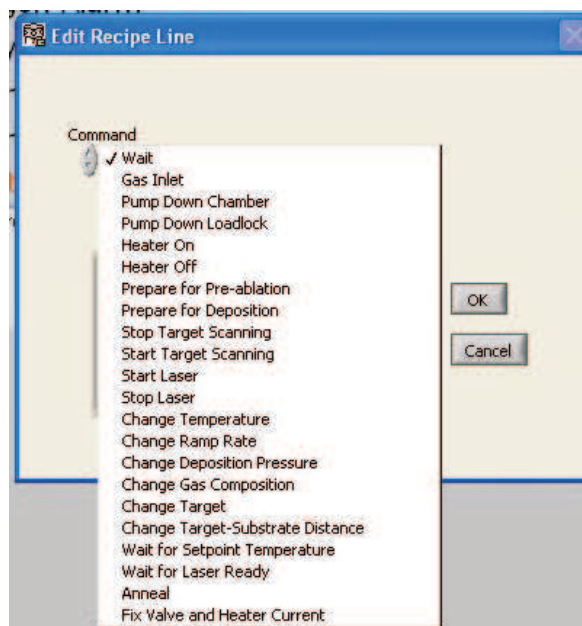 Edit Recipe Line
Command
✓ Wait
Gas Inlet
Pump Down Chamber
Pump Down Loadlock
Heater On
Heater Off
Prepare for Pre-ablation
Prepare for Deposition
Stop Target Scanning
Start Target Scanning
Start Laser
Stop Laser
Change Temperature
Change Ramp Rate
Change Deposition Pressure
Change Gas Composition
Change Target
Change Target-Substrate Distance
Wait for Setpoint Temperature
Wait for Laser Ready
Anneal
Fix Valve and Heater Current
OK
Cancel